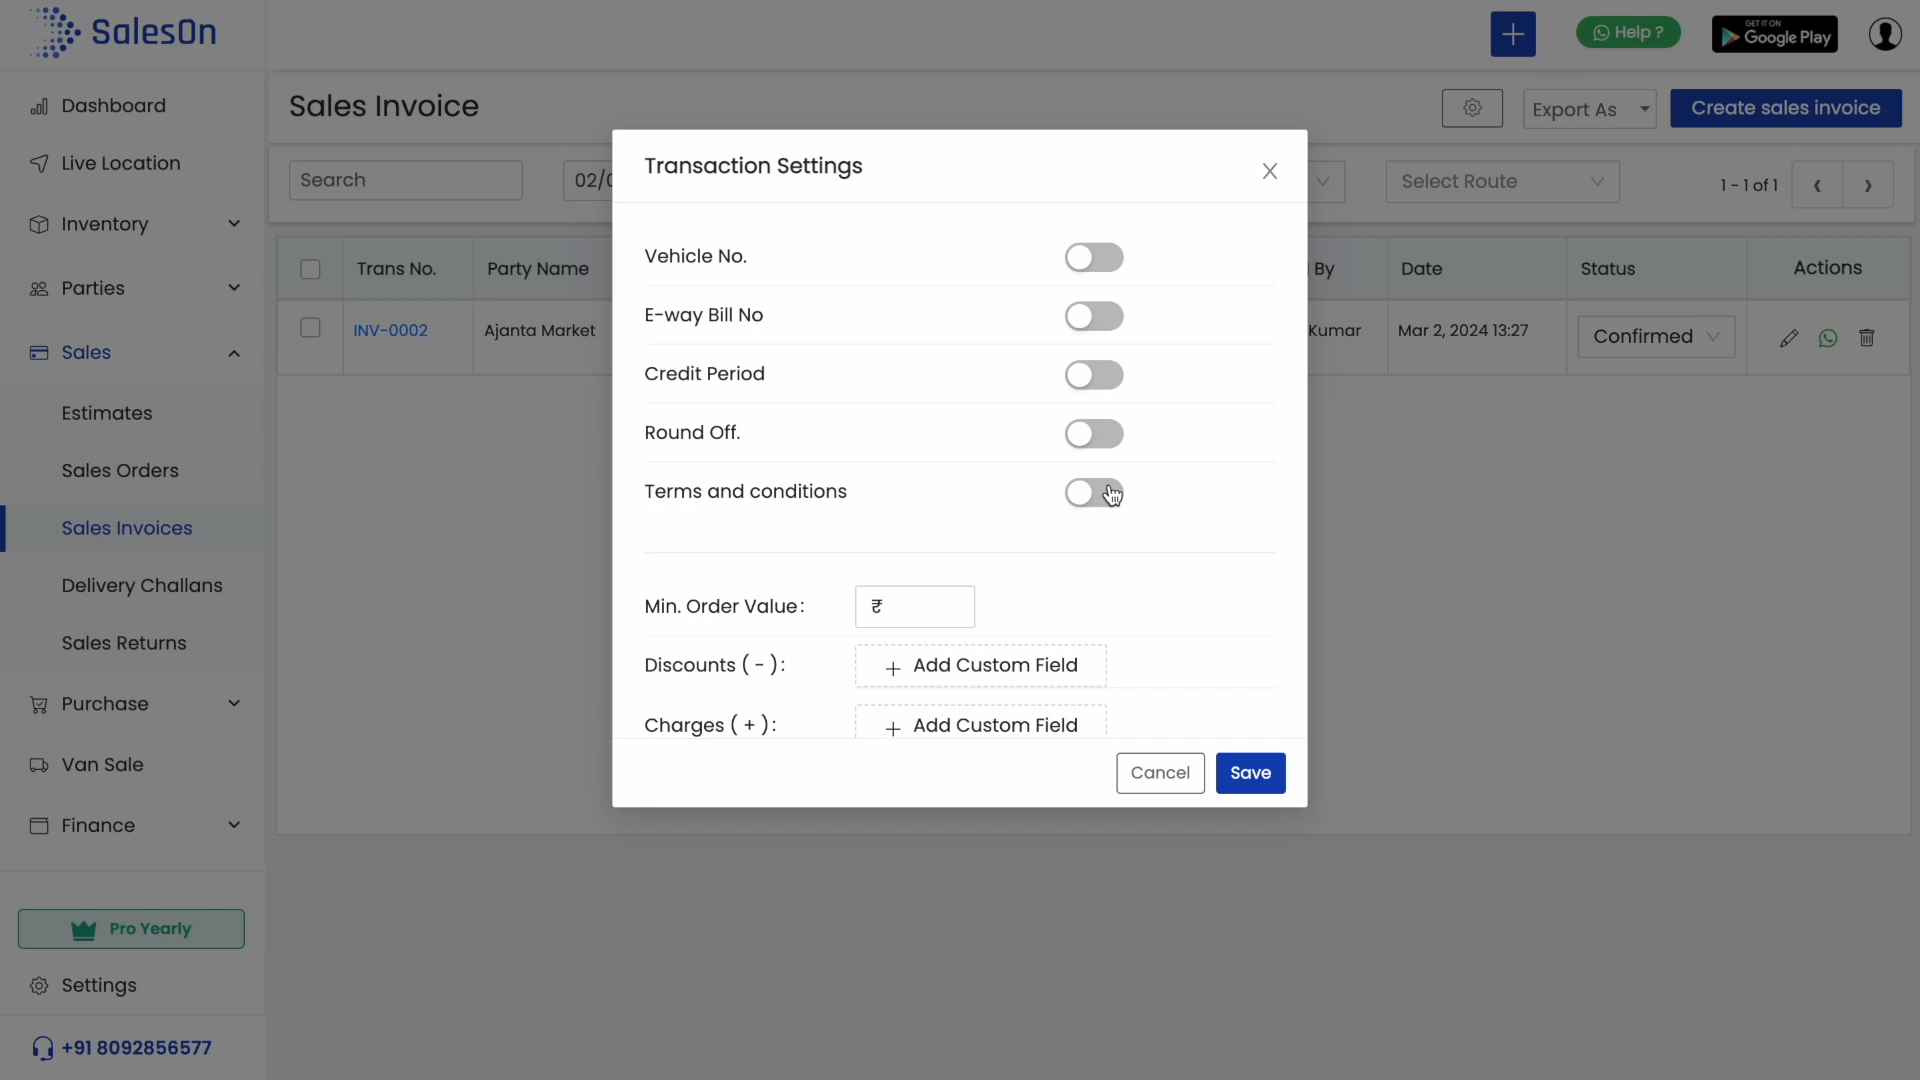 SalesOn
Help ?
GET IT ON
Google Play
Dashboard
Live Location
Inventory
Parties
Sales
Estimates
Sales Orders
Sales Invoices
Delivery Challans
Sales Returns
Purchase
Van Sale
Finance
Pro Yearly
Settings
+91 8092856577
Sales Invoice
Export As
Create sales invoice
Search
02/0
Select Route
1 - 1 of 1
Trans No.
Party Name
By
Date
Status
Actions
INV-0002
Ajanta Market
Kumar
Mar 2, 2024 13:27
Confirmed
Transaction Settings
Vehicle No.
E-way Bill No
Credit Period
Round Off.
Terms and conditions
Min. Order Value:
₹
Discounts ( - ):
+ Add Custom Field
Charges ( + ):
+ Add Custom Field
Cancel
Save